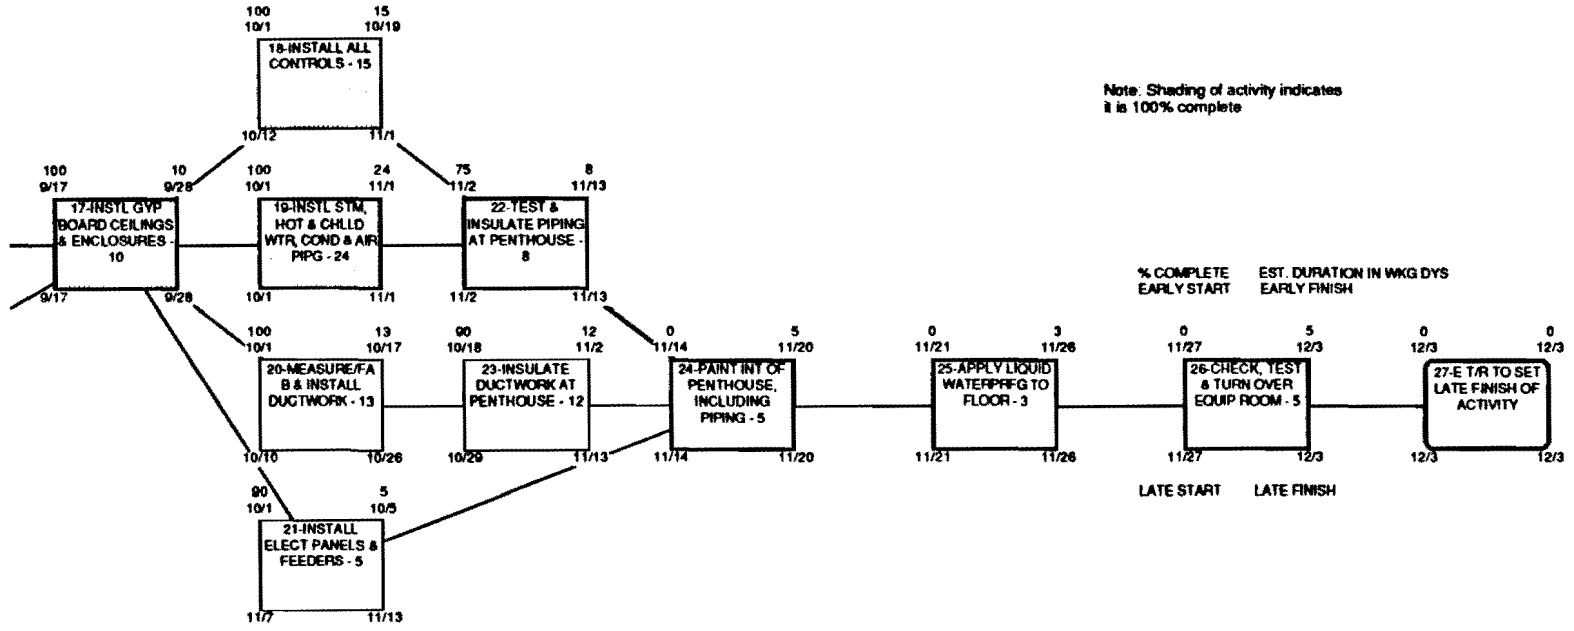 100 15
10/1 10/19
18-INSTALL ALL
CONTROLS - 15
10/12 11/1
Note: Shading of activity indicates
it is 100% complete
100 10
9/17 9/28
17-INSTL GYP
BOARD CEILINGS
& ENCLOSURES -
10
9/17 9/28
100 24
10/1 11/1
19-INSTL STM,
HOT & CHLLD
WTR, COND & AIR
PIPG - 24
10/1 11/1
75 8
11/2 11/13
22-TEST &
INSULATE PIPING
AT PENTHOUSE -
8
11/2 11/13
% COMPLETE EST. DURATION IN WKG DYS
EARLY START EARLY FINISH
100 13
10/1 10/17
20-MEASURE/FA
B & INSTALL
DUCTWORK - 13
10/10 10/26
90 12
10/18 11/2
23-INSULATE
DUCTWORK AT
PENTHOUSE - 12
10/29 11/13
0 5
11/14 11/20
24-PAINT INT OF
PENTHOUSE,
INCLUDING
PIPING - 5
11/14 11/20
0 3
11/21 11/26
25-APPLY LIQUID
WATERPRFG TO
FLOOR - 3
11/21 11/26
0 5
11/27 12/3
26-CHECK, TEST
& TURN OVER
EQUIP ROOM - 5
11/27 12/3
0 0
12/3 12/3
27-E T/R TO SET
LATE FINISH OF
ACTIVITY
12/3 12/3
LATE START LATE FINISH
90 5
10/1 10/5
21-INSTALL
ELECT PANELS &
FEEDERS - 5
11/7 11/13